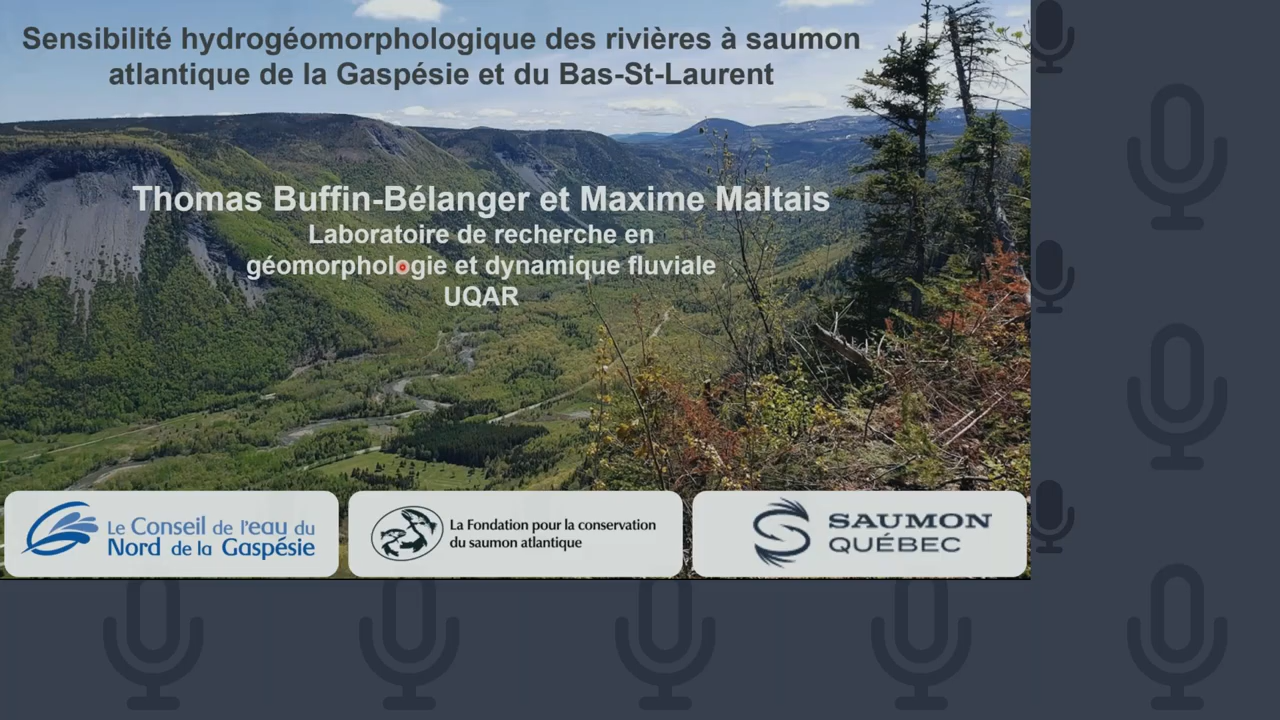 Sensibilité hydrogéomorphologique des rivières à saumon
atlantique de la Gaspésie et du Bas-St-Laurent
Thomas Buffin-Bélanger et Maxime Maltais
Laboratoire de recherche en
géomorphologie et dynamique fluviale
UQAR
Le Conseil de l'eau du
Nord de la Gaspésie
La Fondation pour la conservation
du saumon atlantique
SAUMON
QUÉBEC